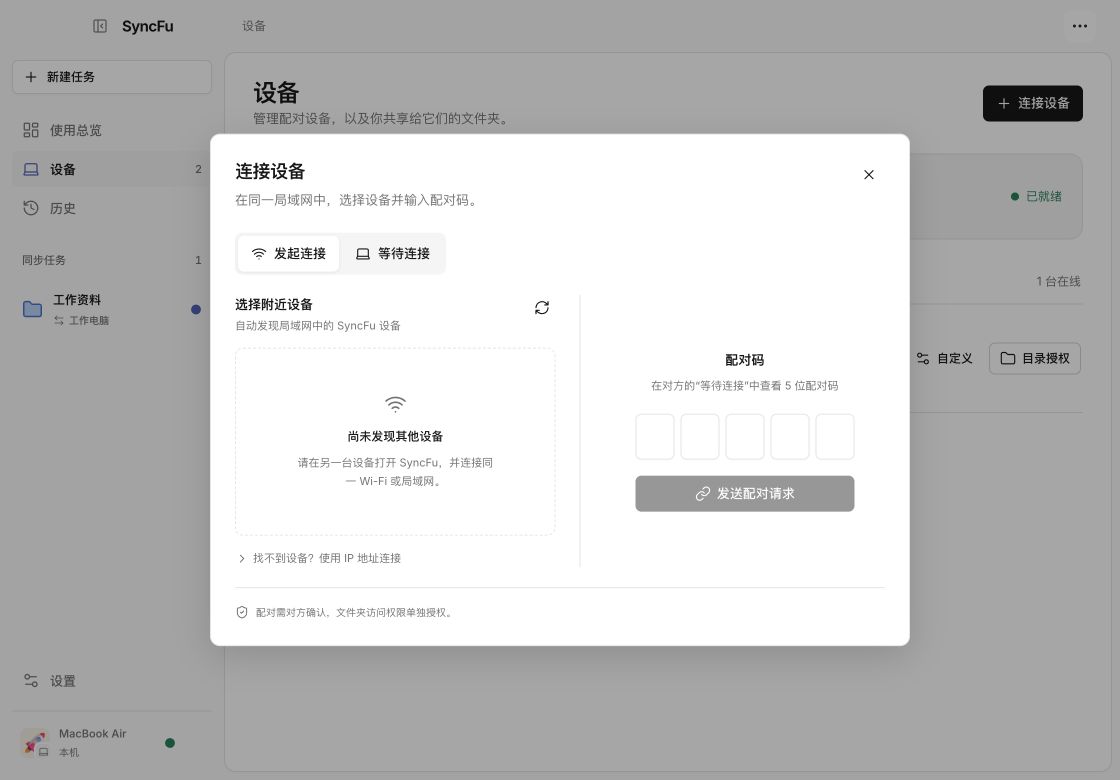 SyncFu
设备
新建任务
使用总览
设备
2
历史
同步任务
1
工作资料
工作电脑
设置
MacBook Air
本机
设备
管理配对设备，以及你共享给它们的文件夹。
连接设备
已就绪
1 台在线
自定义
目录授权
连接设备
在同一局域网中，选择设备并输入配对码。
发起连接
等待连接
选择附近设备
自动发现局域网中的 SyncFu 设备
尚未发现其他设备
请在另一台设备打开 SyncFu，并连接同
一 Wi-Fi 或局域网。
找不到设备？使用 IP 地址连接
配对码
在对方的“等待连接”中查看 5 位配对码
发送配对请求
配对需对方确认，文件夹访问权限单独授权。